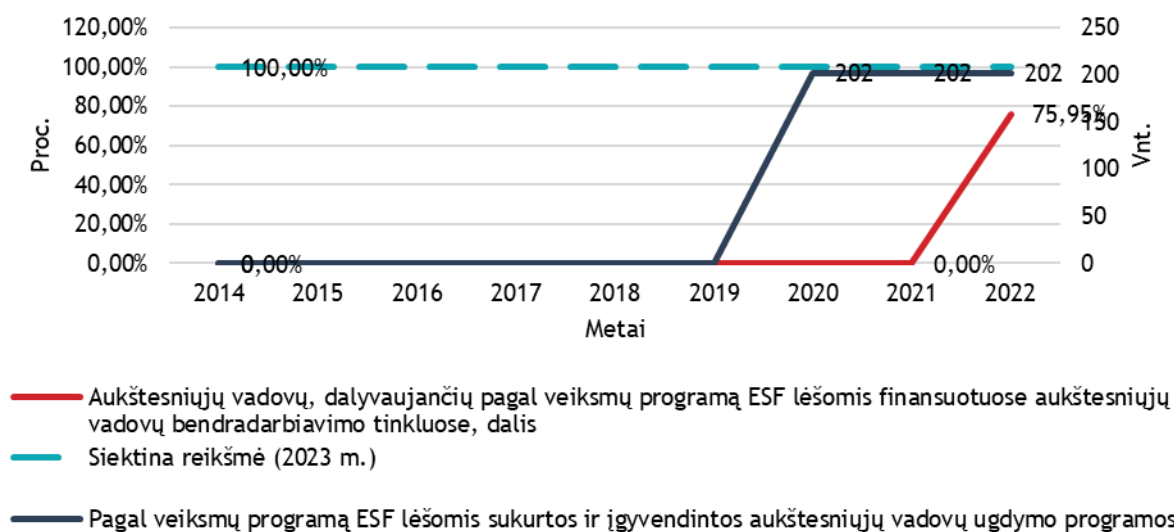 120,00%
100,00%
80,00%
60,00%
40,00%
20,00%
0,00%
Proc.
100,00%
0,00%
202
202
202
75,95%
0,00%
250
200
150
100
50
0
Vnt.
2014 2015 2016 2017 2018 2019 2020 2021 2022
Metai
Aukštesniųjų vadovų, dalyvaujančių pagal veiksmų programą ESF lėšomis finansuotuose aukštesniųjų
vadovų bendradarbiavimo tinkluose, dalis
Siektina reikšmė (2023 m.)
Pagal veiksmų programą ESF lėšomis sukurtos ir įgyvendintos aukštesniųjų vadovų ugdymo programos